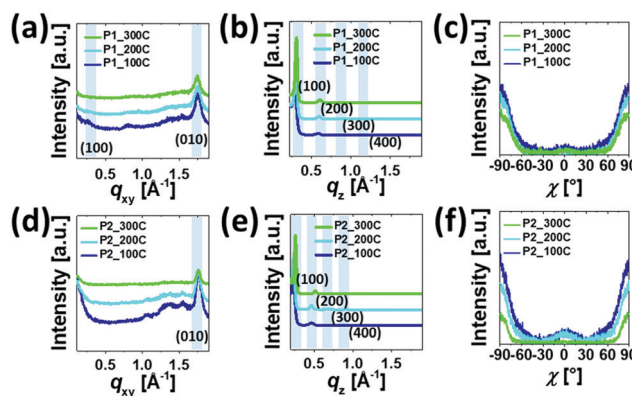 (a)
Intensity [a.u.]
P1_300C
P1_200C
P1_100C
(100)
(010)
0.5 1.0 1.5
qxy [Å-1]
(b)
Intensity [a.u.]
P1_300C
P1_200C
P1_100C
(100)
(200)
(300)
(400)
0.5 1.0 1.5
qz [Å-1]
(c)
Intensity [a.u.]
P1_300C
P1_200C
P1_100C
-90 -60 -30 0 30 60 90
χ [°]
(d)
Intensity [a.u.]
P2_300C
P2_200C
P2_100C
(010)
0.5 1.0 1.5
qxy [Å-1]
(e)
Intensity [a.u.]
P2_300C
P2_200C
P2_100C
(100)
(200)
(300)
(400)
0.5 1.0 1.5
qz [Å-1]
(f)
Intensity [a.u.]
P2_300C
P2_200C
P2_100C
-90 -60 -30 0 30 60 90
χ [°]